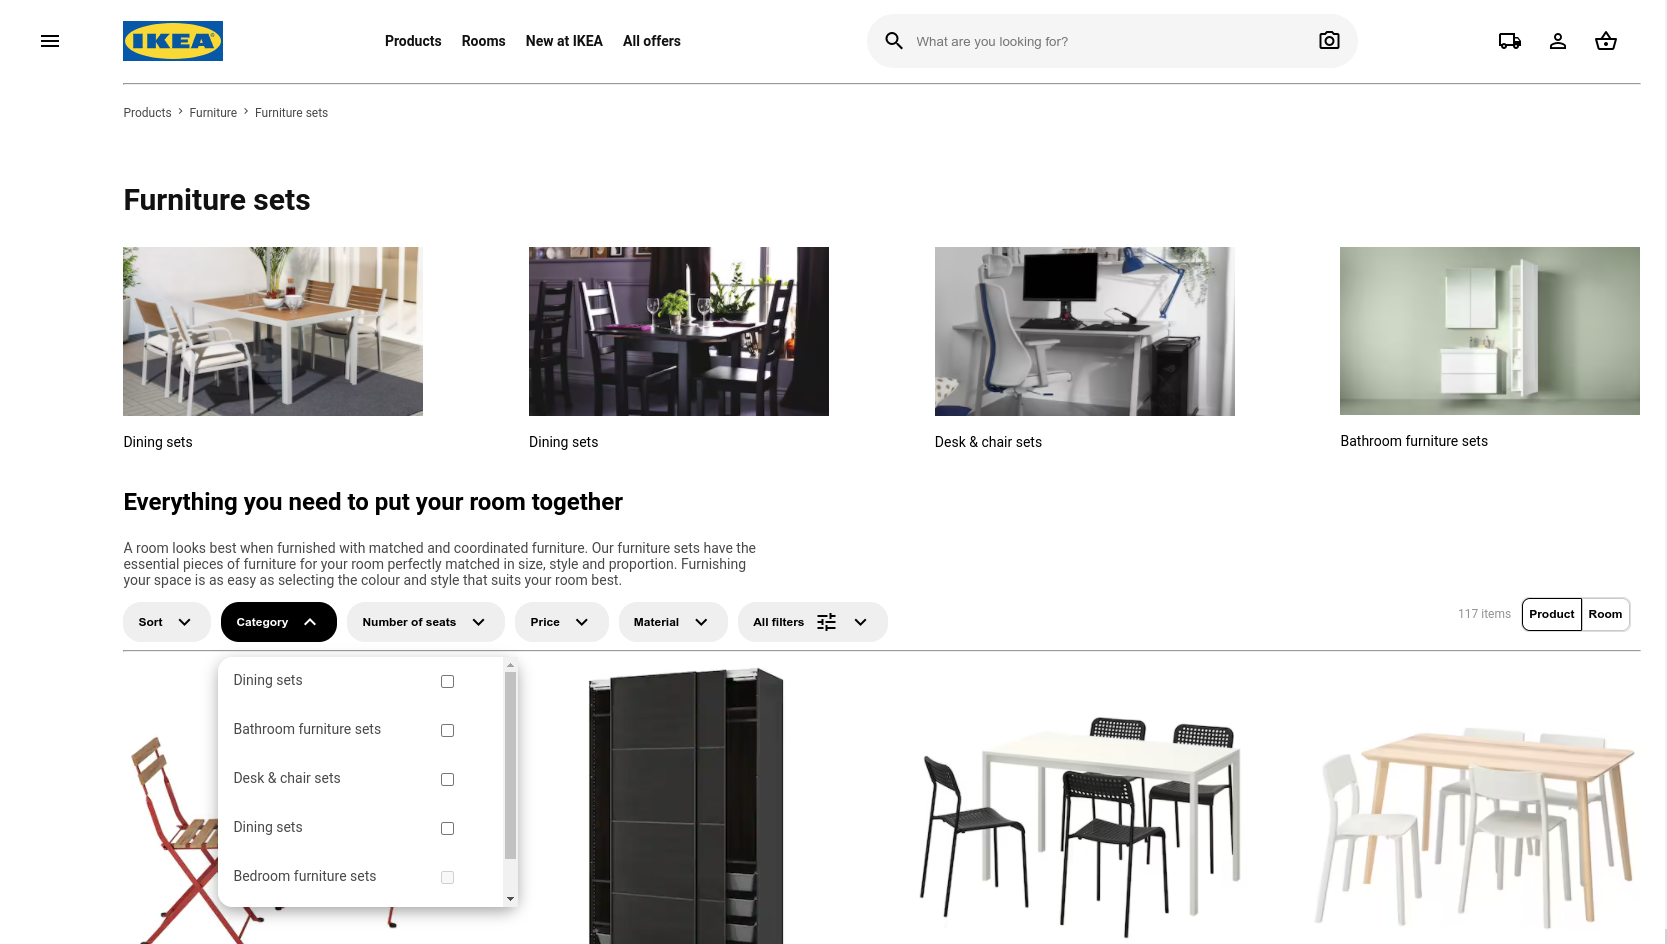 IKEA
Products
Rooms
New at IKEA
All offers
What are you looking for?
Products > Furniture > Furniture sets
Furniture sets
Dining sets
Dining sets
Desk & chair sets
Bathroom furniture sets
Everything you need to put your room together
A room looks best when furnished with matched and coordinated furniture. Our furniture sets have the
essential pieces of furniture for your room perfectly matched in size, style and proportion. Furnishing
your space is as easy as selecting the colour and style that suits your room best.
Sort
Category
Number of seats
Price
Material
All filters
117 items
Product
Room
Dining sets
Bathroom furniture sets
Desk & chair sets
Dining sets
Bedroom furniture sets